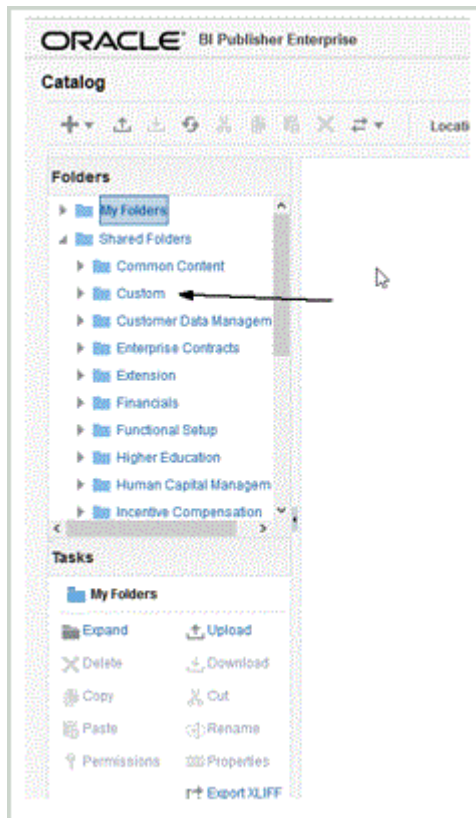 ORACLE BI Publisher Enterprise
Catalog
Locati
Folders
My Folders
Shared Folders
Common Content
Custom
Customer Data Managem
Enterprise Contracts
Extension
Financials
Functional Setup
Higher Education
Human Capital Managem
Incentive Compensation
Tasks
My Folders
Expand Upload
Delete Download
Copy Cut
Paste Rename
Permissions Properties
Export XLIFF